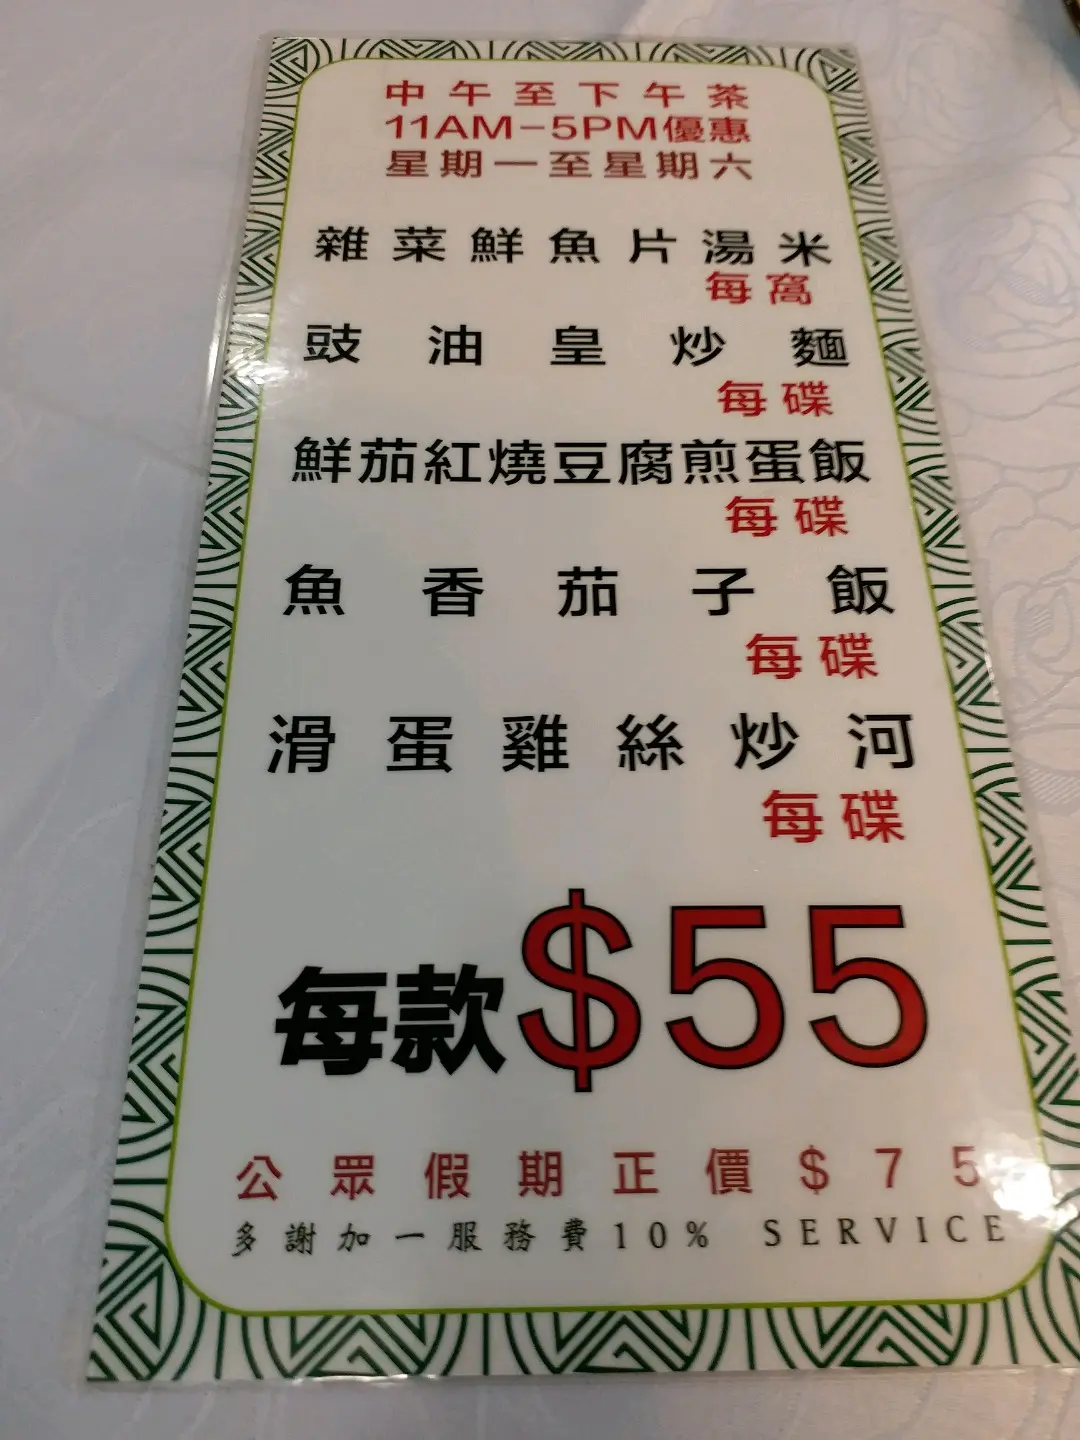 中午至下午茶
11AM-5PM優惠
星期一至星期六
雜菜鮮魚片湯米
每窩
豉油皇炒麵
每碟
鮮茄紅燒豆腐煎蛋飯
每碟
魚香茄子飯
每碟
滑蛋雞絲炒河
每碟
每款$55
公眾假期正價$75
多謝加一服務費10% SERVICE